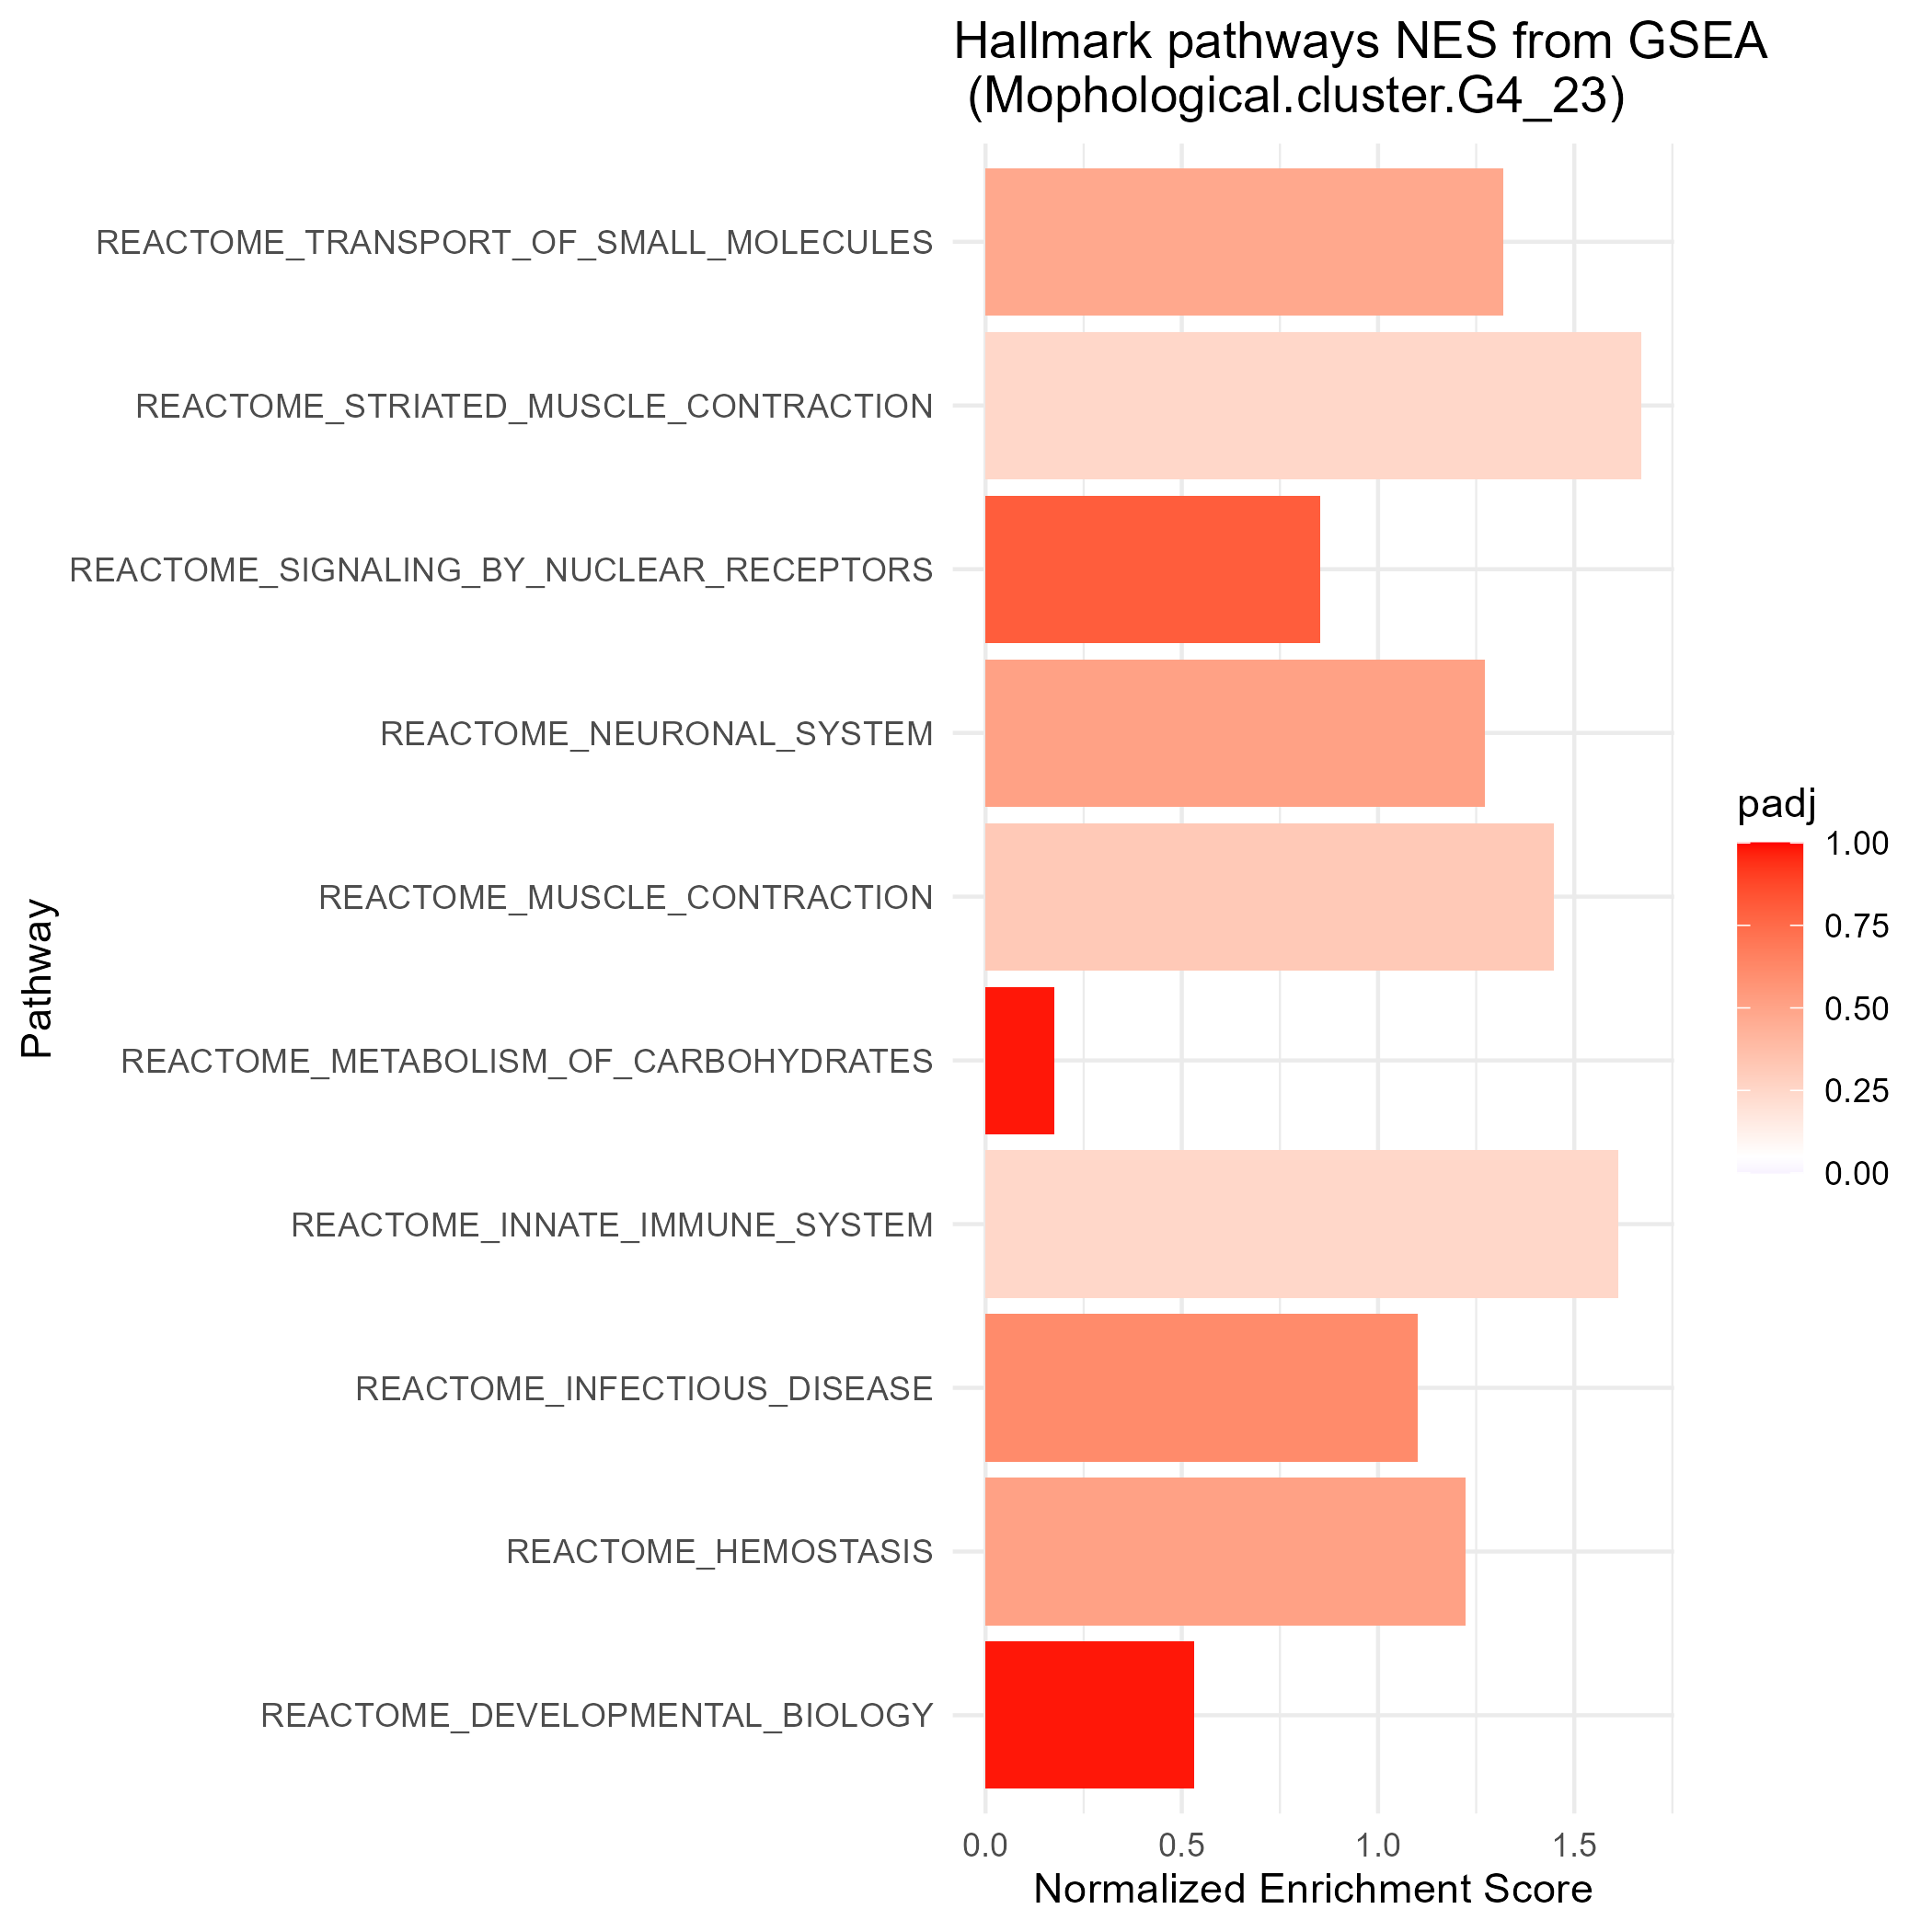 Hallmark pathways NES from GSEA
(Mophological.cluster.G4_23)
REACTOME_TRANSPORT_OF_SMALL_MOLECULES
REACTOME_STRIATED_MUSCLE_CONTRACTION
REACTOME_SIGNALING_BY_NUCLEAR_RECEPTORS
REACTOME_NEURONAL_SYSTEM
REACTOME_MUSCLE_CONTRACTION
REACTOME_METABOLISM_OF_CARBOHYDRATES
REACTOME_INNATE_IMMUNE_SYSTEM
REACTOME_INFECTIOUS_DISEASE
REACTOME_HEMOSTASIS
REACTOME_DEVELOPMENTAL_BIOLOGY
Pathway
0.0 0.5 1.0 1.5
Normalized Enrichment Score
padj
1.00
0.75
0.50
0.25
0.00